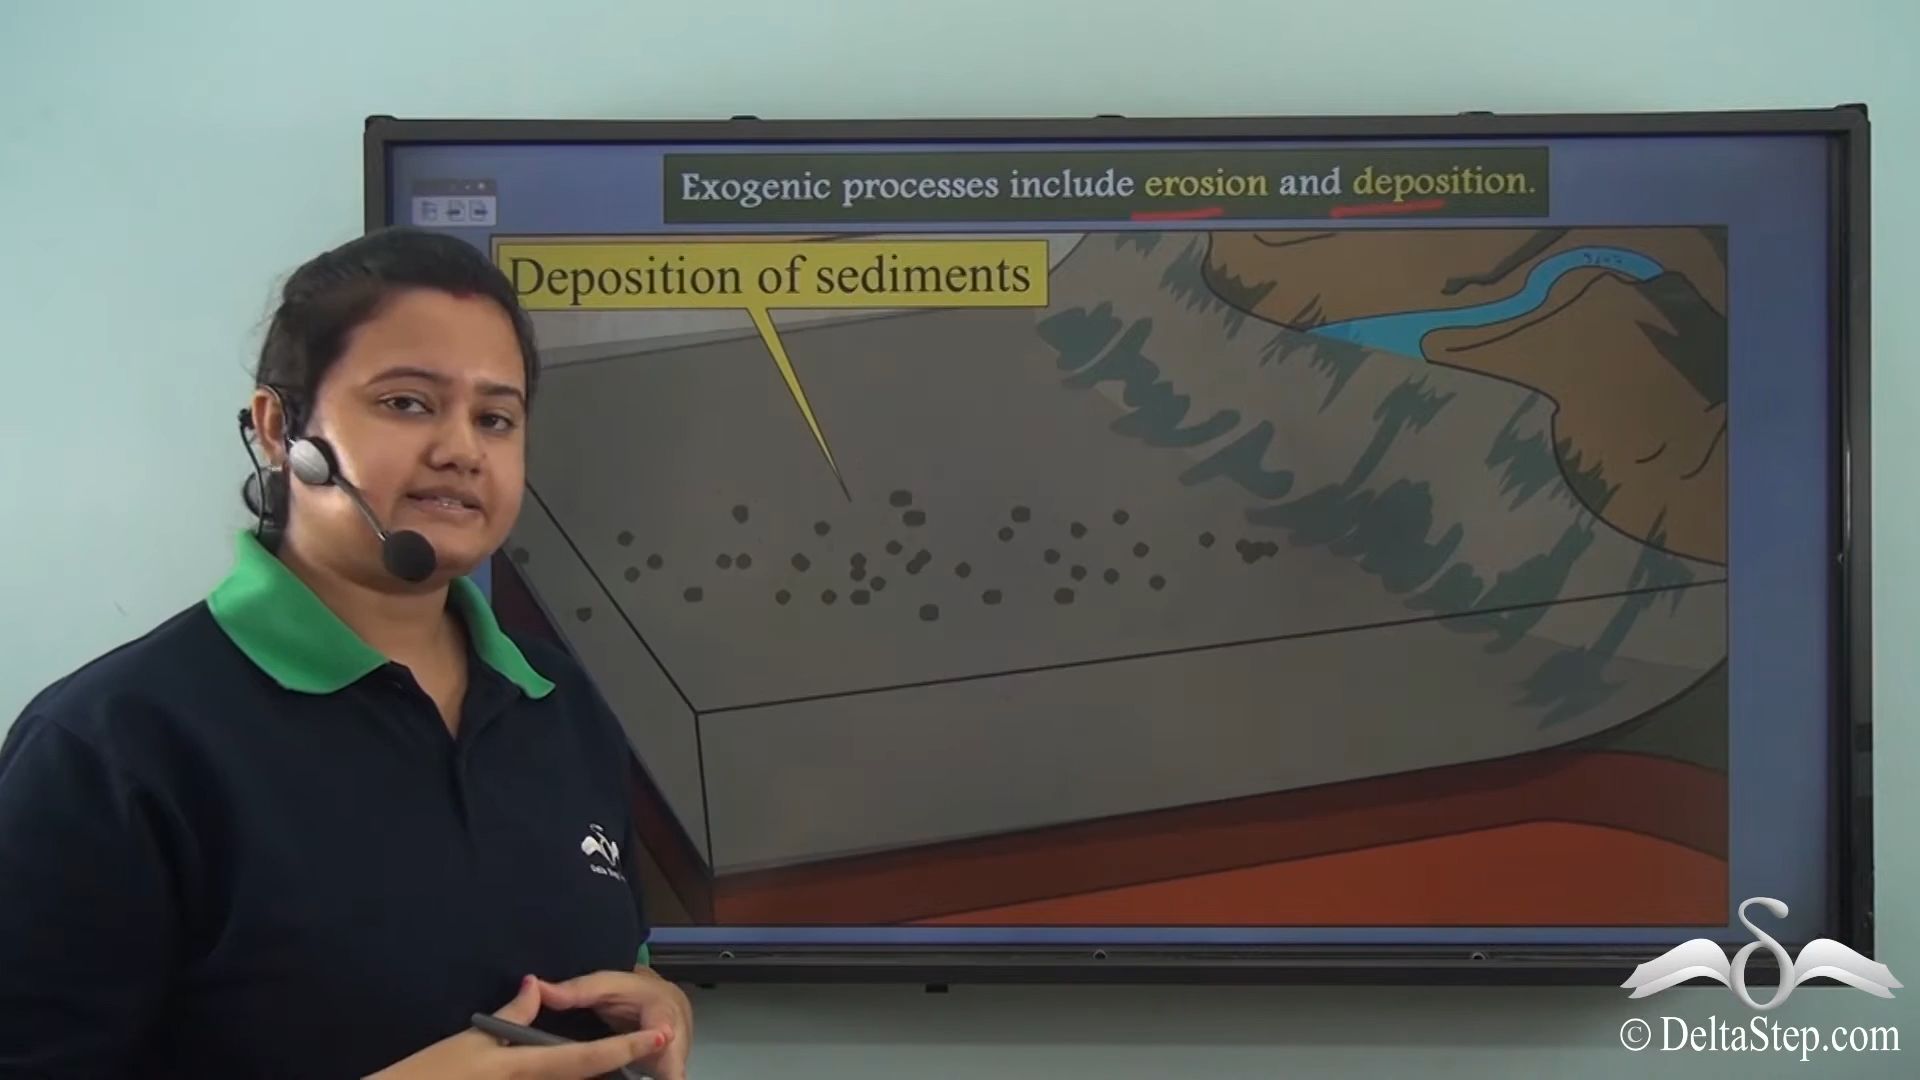 Exogenic processes include erosion and deposition.
Deposition of sediments
© DeltaStep.com